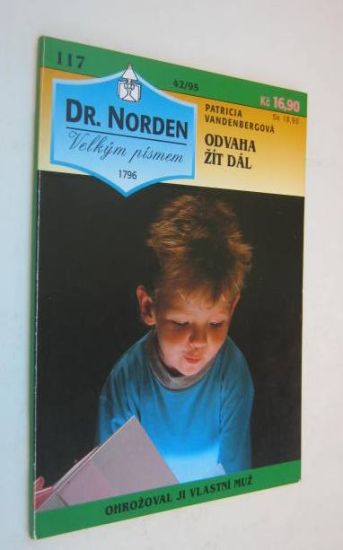 117
42/95
Kč 16,90
Sk 18,90
DR. NORDEN
Velkým písmem
1796
PATRICIA
VANDENBERGOVÁ
ODVAHA
ŽÍT DÁL
OHROŽOVAL JI VLASTNÍ MUŽ